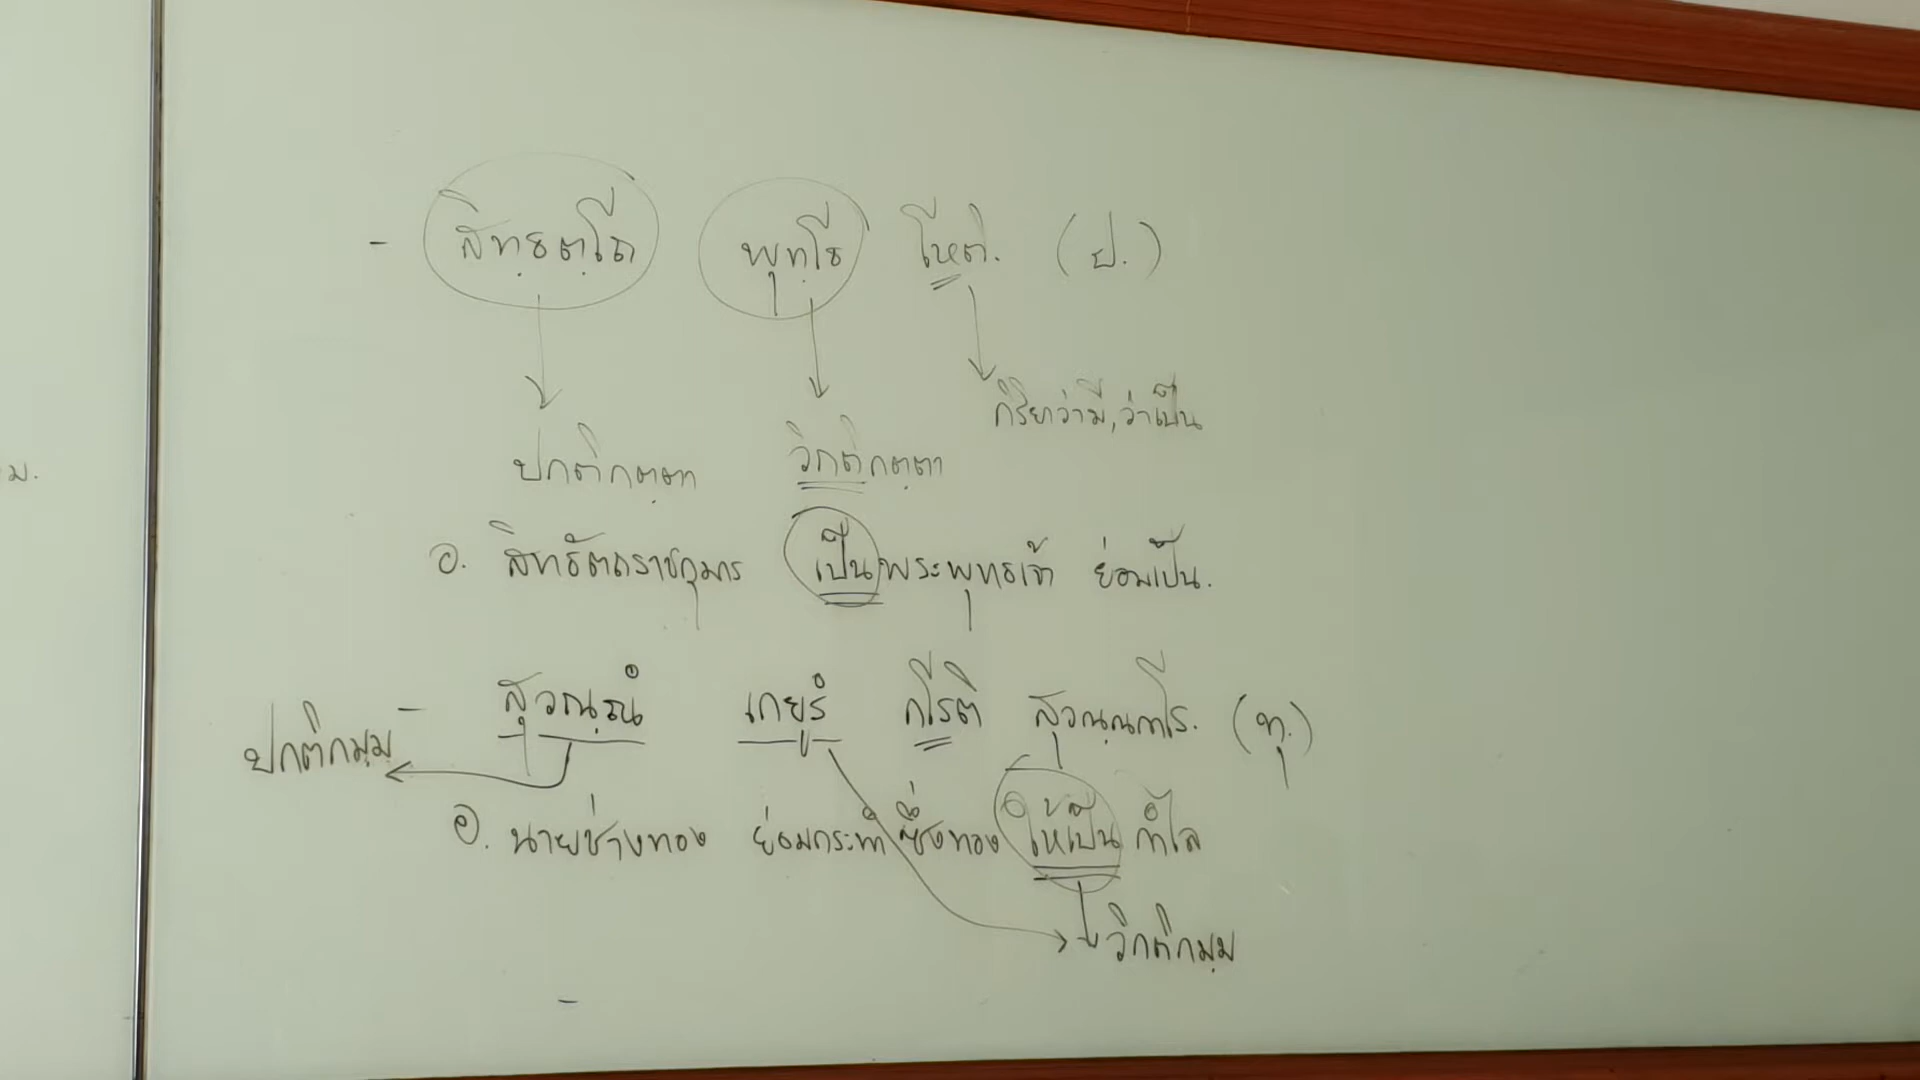 ม.
- สิทฺธตฺโถ พุทฺโธ โหติ. (ป.)
กิริยาว่ามี, ว่าเป็น
ปกติกตฺตา วิกติกตฺตา
อ. สิทธัตถราชกุมาร เป็นพระพุทธเจ้า ย่อมเป็น.
- สุวณฺณํ เกยูรํ กโรติ สุวณฺณกาโร. (ทุ.)
ปกติกมฺม
อ. นายช่างทอง ย่อมกระทำ ซึ่งทอง ให้เป็น กำไล
วิกติกมฺม
-